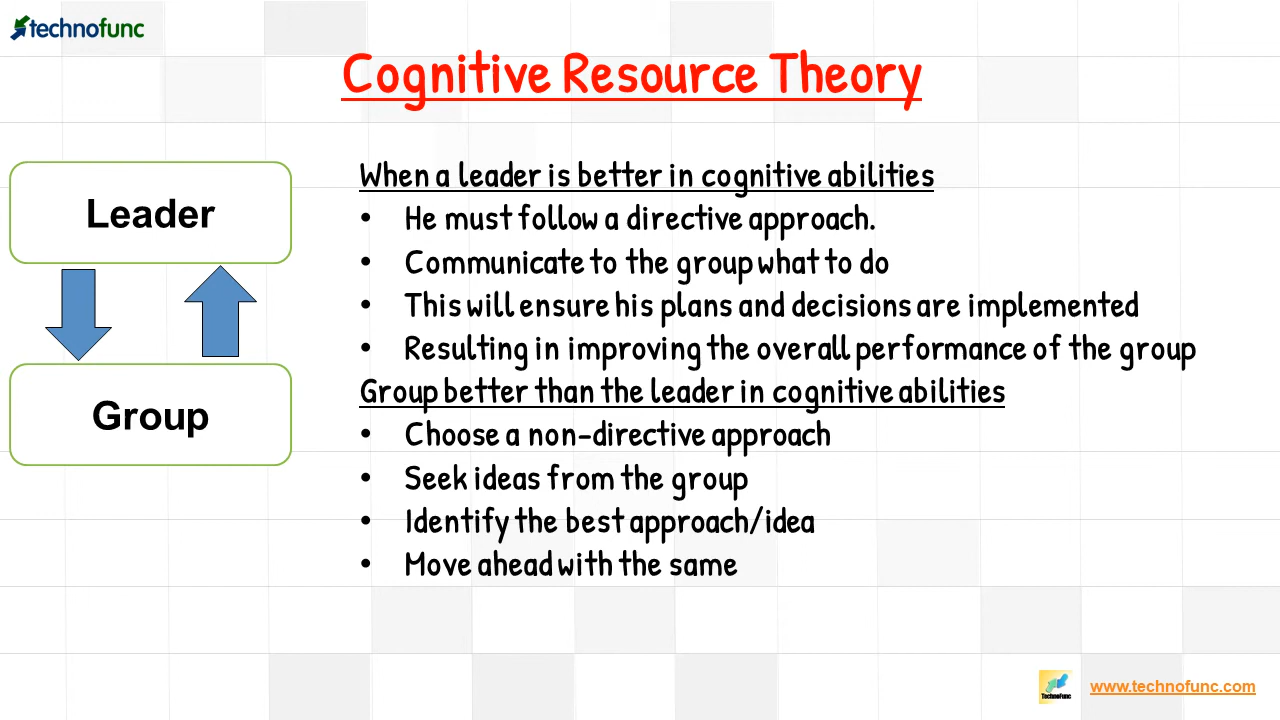 technofunc
Cognitive Resource Theory
Leader
Group
When a leader is better in cognitive abilities
• He must follow a directive approach.
• Communicate to the group what to do
• This will ensure his plans and decisions are implemented
• Resulting in improving the overall performance of the group
Group better than the leader in cognitive abilities
• Choose a non-directive approach
• Seek ideas from the group
• Identify the best approach/idea
• Move ahead with the same
TechnoFunc
www.technofunc.com